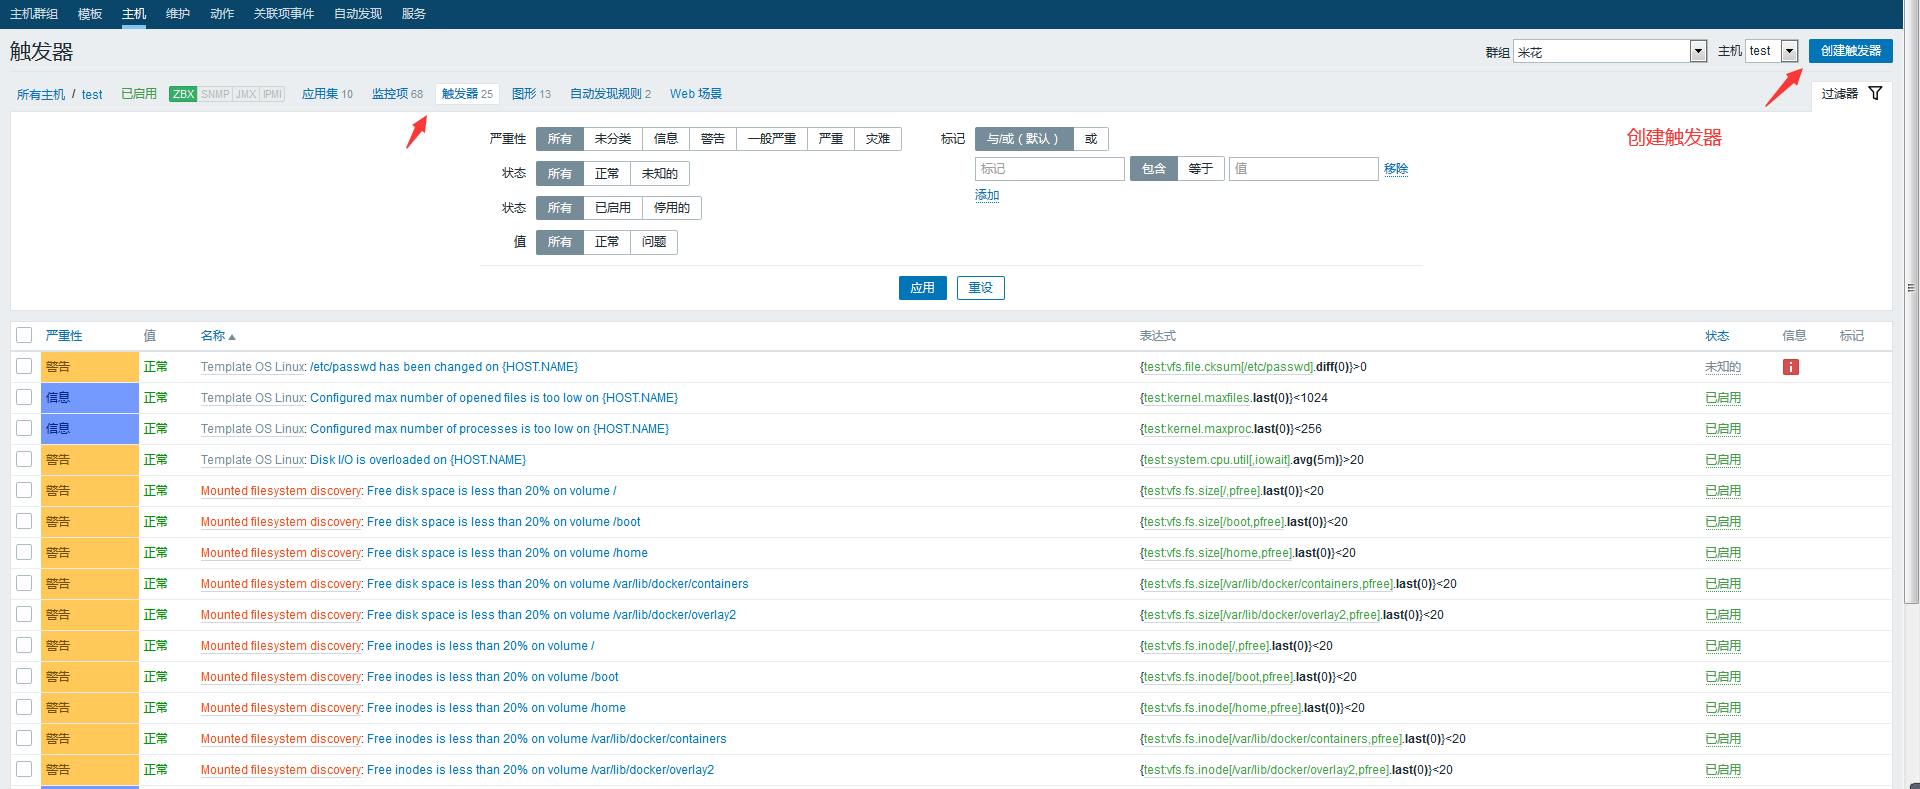 主机群组 模板 主机 维护 动作 关联项事件 自动发现 服务
触发器 群组 米花 主机 test 创建触发器
所有主机 / test 已启用 ZBX SNMP JMX IPMI 应用集 10 监控项 68 触发器 25 图形 13 自动发现规则 2 Web 场景 过滤器
创建触发器
严重性 所有 未分类 信息 警告 一般严重 严重 灾难 标记 与/或（默认） 或
标记 包含 等于 值 移除
状态 所有 正常 未知的
添加
状态 所有 已启用 停用的
值 所有 正常 问题
应用 重设
严重性 值 名称 表达式 状态 信息 标记
警告 正常 Template OS Linux: /etc/passwd has been changed on {HOST.NAME} {test:vfs.file.cksum[/etc/passwd].diff(0)}>0 未知的 i
信息 正常 Template OS Linux: Configured max number of opened files is too low on {HOST.NAME} {test:kernel.maxfiles.last(0)}<1024 已启用
信息 正常 Template OS Linux: Configured max number of processes is too low on {HOST.NAME} {test:kernel.maxproc.last(0)}<256 已启用
警告 正常 Template OS Linux: Disk I/O is overloaded on {HOST.NAME} {test:system.cpu.util[,iowait].avg(5m)}>20 已启用
警告 正常 Mounted filesystem discovery: Free disk space is less than 20% on volume / {test:vfs.fs.size[/,pfree].last(0)}<20 已启用
警告 正常 Mounted filesystem discovery: Free disk space is less than 20% on volume /boot {test:vfs.fs.size[/boot,pfree].last(0)}<20 已启用
警告 正常 Mounted filesystem discovery: Free disk space is less than 20% on volume /home {test:vfs.fs.size[/home,pfree].last(0)}<20 已启用
警告 正常 Mounted filesystem discovery: Free disk space is less than 20% on volume /var/lib/docker/containers {test:vfs.fs.size[/var/lib/docker/containers,pfree].last(0)}<20 已启用
警告 正常 Mounted filesystem discovery: Free disk space is less than 20% on volume /var/lib/docker/overlay2 {test:vfs.fs.size[/var/lib/docker/overlay2,pfree].last(0)}<20 已启用
警告 正常 Mounted filesystem discovery: Free inodes is less than 20% on volume / {test:vfs.fs.inode[/,pfree].last(0)}<20 已启用
警告 正常 Mounted filesystem discovery: Free inodes is less than 20% on volume /boot {test:vfs.fs.inode[/boot,pfree].last(0)}<20 已启用
警告 正常 Mounted filesystem discovery: Free inodes is less than 20% on volume /home {test:vfs.fs.inode[/home,pfree].last(0)}<20 已启用
警告 正常 Mounted filesystem discovery: Free inodes is less than 20% on volume /var/lib/docker/containers {test:vfs.fs.inode[/var/lib/docker/containers,pfree].last(0)}<20 已启用
警告 正常 Mounted filesystem discovery: Free inodes is less than 20% on volume /var/lib/docker/overlay2 {test:vfs.fs.inode[/var/lib/docker/overlay2,pfree].last(0)}<20 已启用